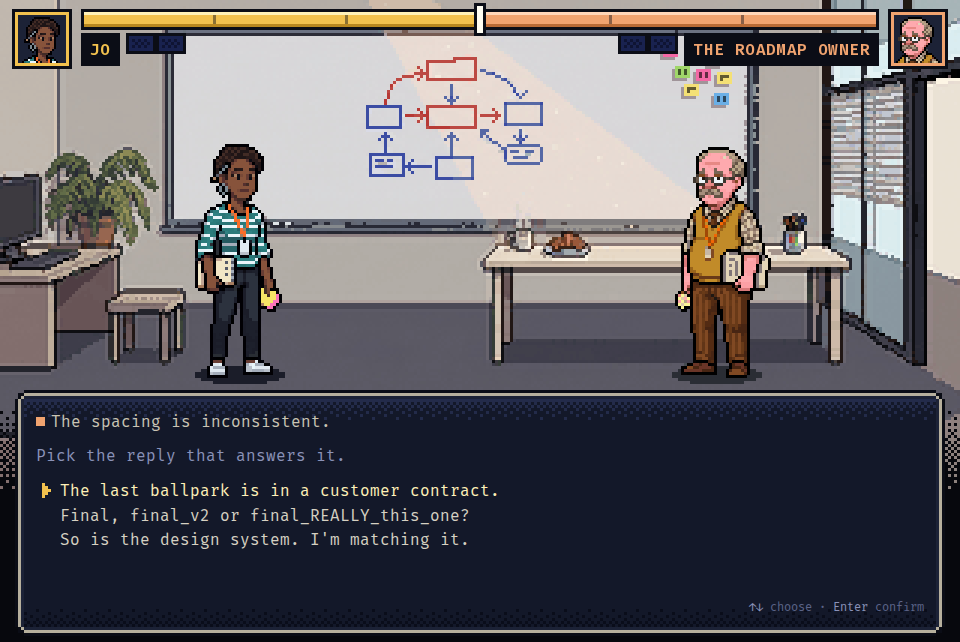 JO
THE ROADMAP OWNER
The spacing is inconsistent.
Pick the reply that answers it.
The last ballpark is in a customer contract.
Final, final_v2 or final_REALLY_this_one?
So is the design system. I'm matching it.
↑↓ choose · Enter confirm